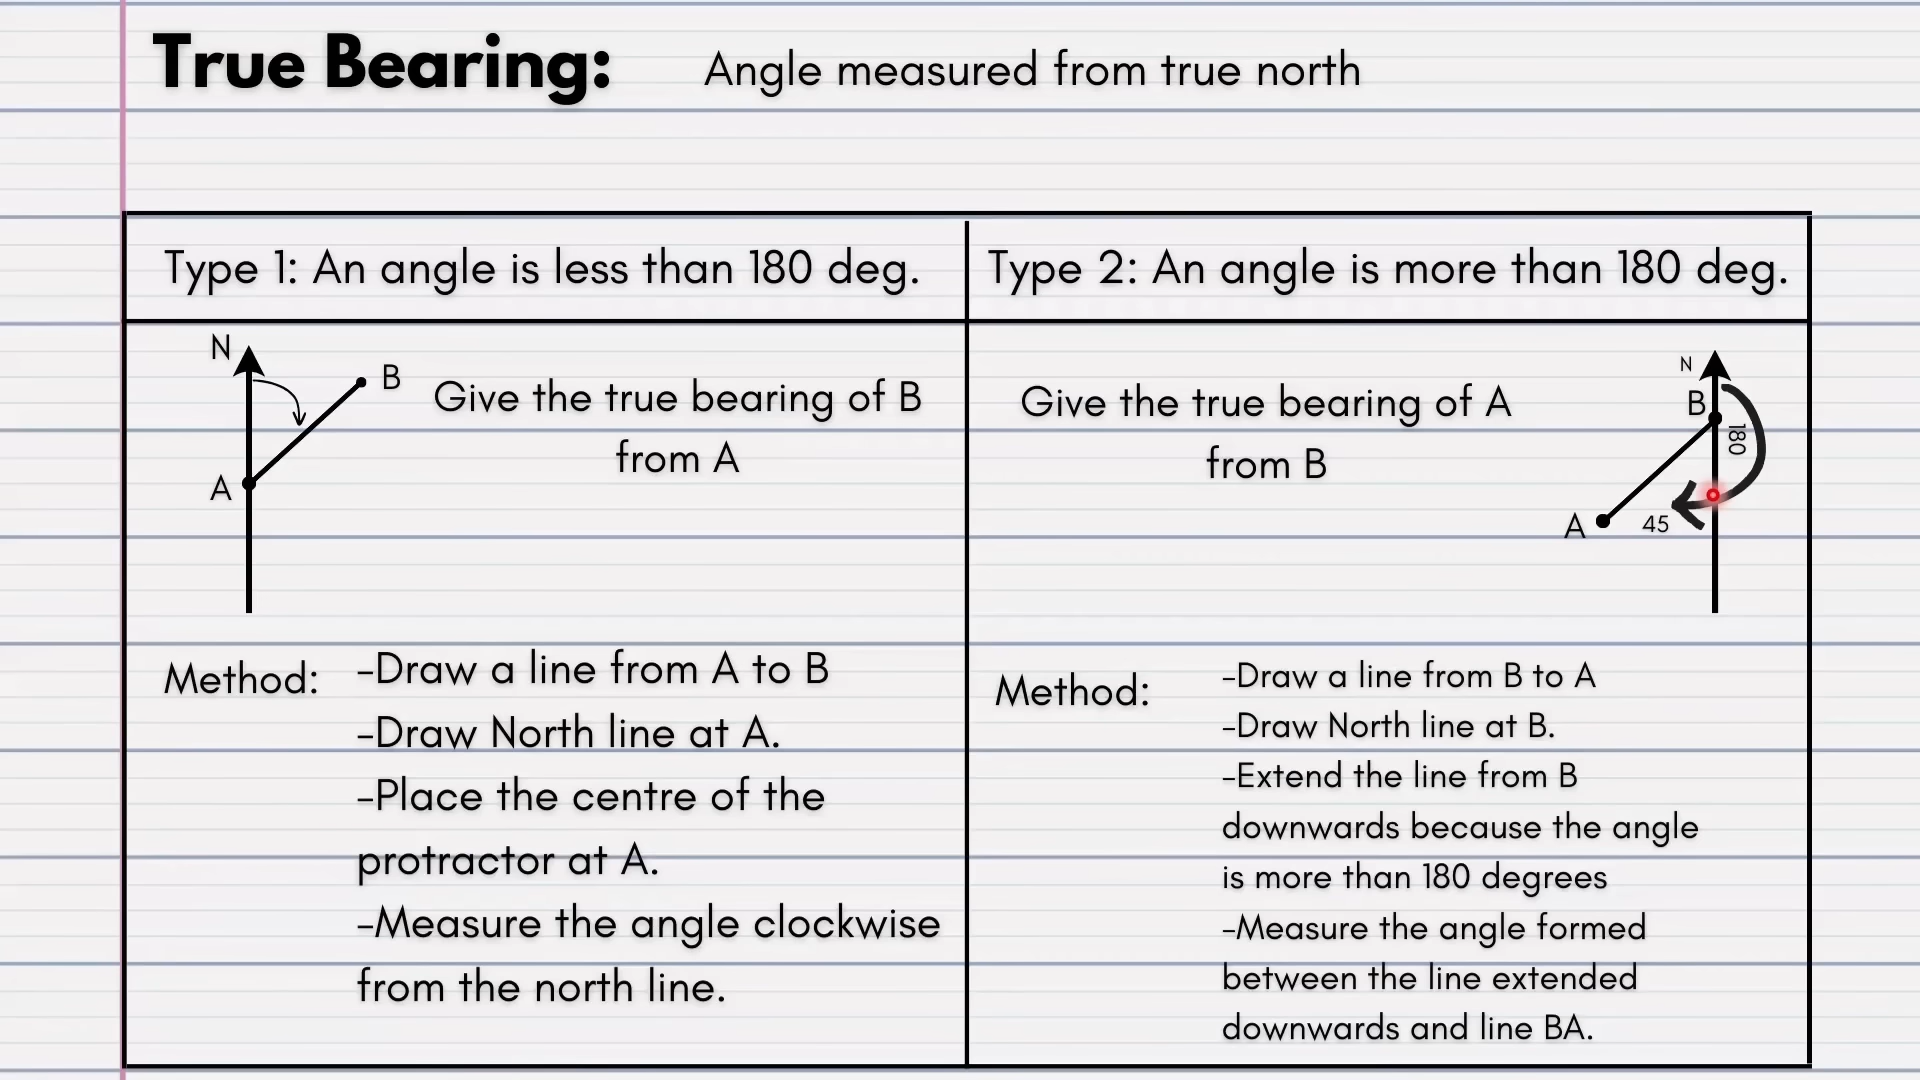 True Bearing: Angle measured from true north
Type 1: An angle is less than 180 deg.
Type 2: An angle is more than 180 deg.
N
B
A
Give the true bearing of B
from A
Give the true bearing of A
from B
N
B
180
A
45
Method:
-Draw a line from A to B
-Draw North line at A.
-Place the centre of the
protractor at A.
-Measure the angle clockwise
from the north line.
Method:
-Draw a line from B to A
-Draw North line at B.
-Extend the line from B
downwards because the angle
is more than 180 degrees
-Measure the angle formed
between the line extended
downwards and line BA.